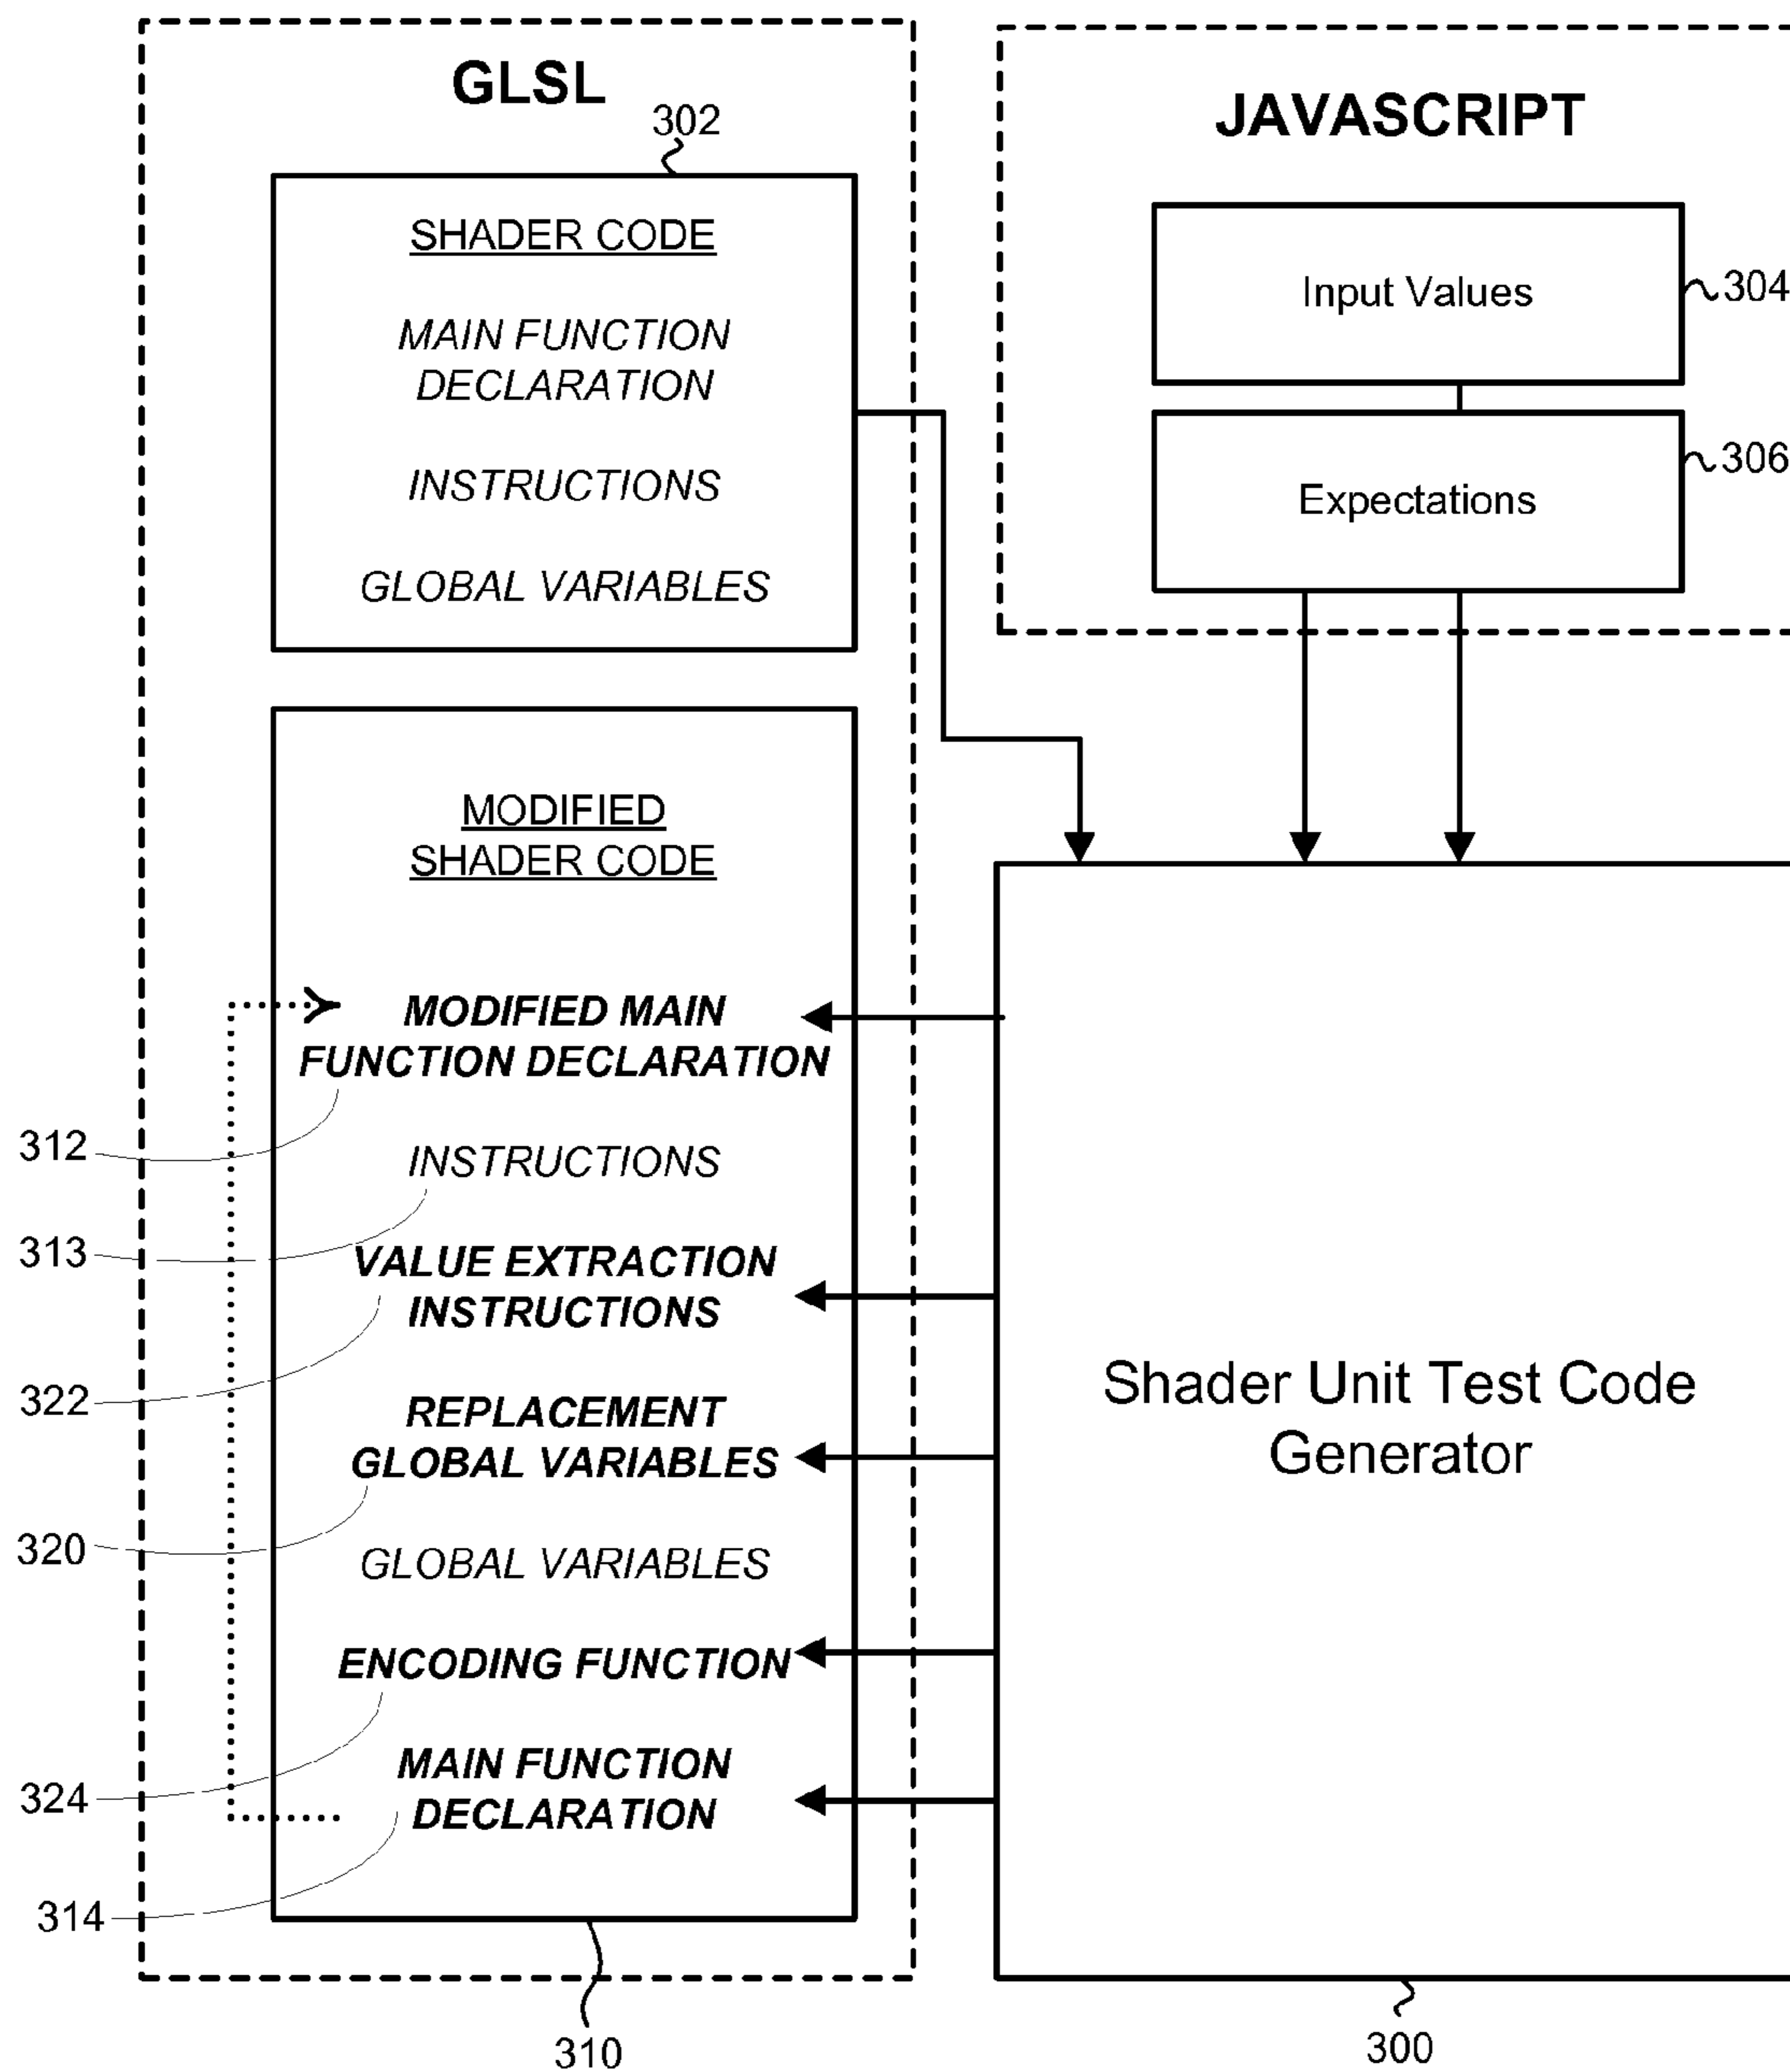 GLSL
302
SHADER CODE
MAIN FUNCTION
DECLARATION
INSTRUCTIONS
GLOBAL VARIABLES
JAVASCRIPT
Input Values
304
Expectations
306
MODIFIED
SHADER CODE
MODIFIED MAIN
FUNCTION DECLARATION
312
INSTRUCTIONS
313
VALUE EXTRACTION
INSTRUCTIONS
322
REPLACEMENT
GLOBAL VARIABLES
320
GLOBAL VARIABLES
ENCODING FUNCTION
324
MAIN FUNCTION
DECLARATION
314
310
Shader Unit Test Code
Generator
300